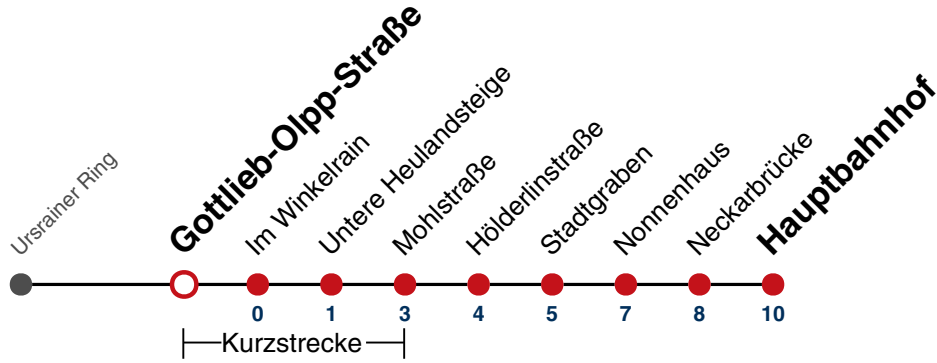 Ursrainer Ring
Gottlieb-Olpp-Straße
Im Winkelrain
Untere Heulandsteige
Mohlstraße
Hölderlinstraße
Stadtgraben
Nonnenhaus
Neckarbrücke
Hauptbahnhof
0 1 3 4 5 7 8 10
Kurzstrecke